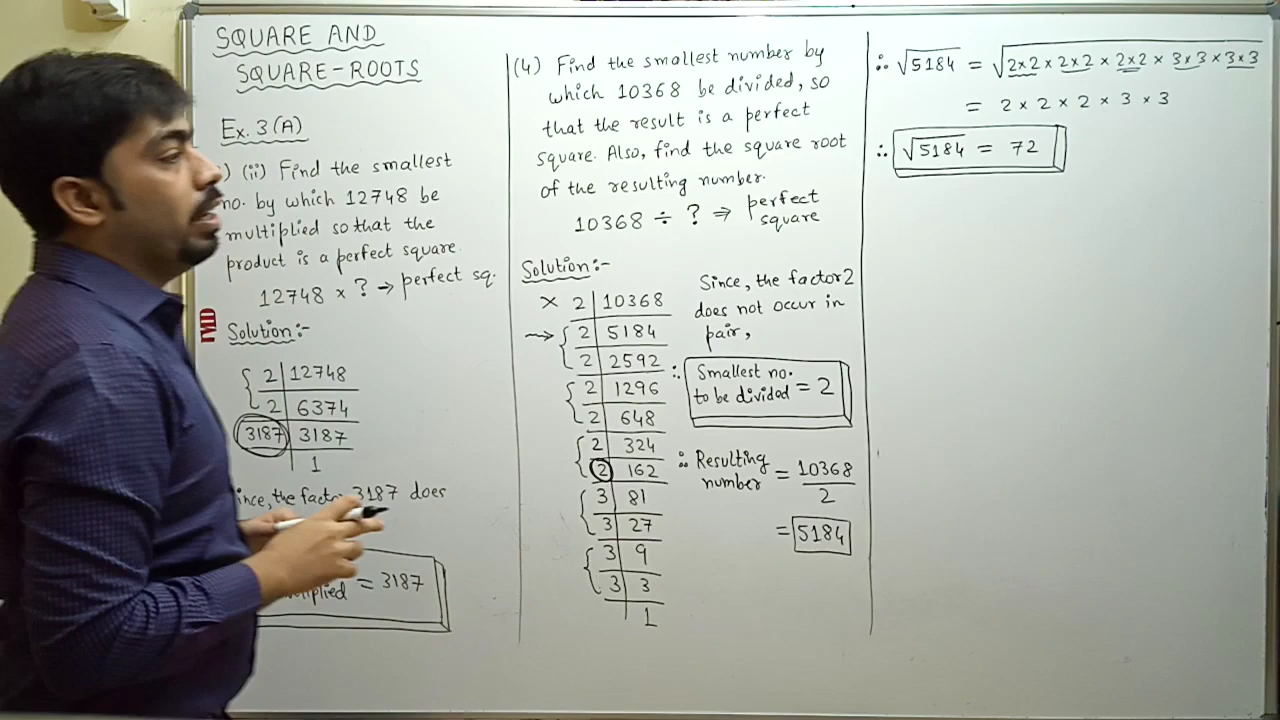 SQUARE AND
SQUARE-ROOTS
Ex. 3(A)
) (ii) Find the smallest
no. by which 12748 be
multiplied so that the
product is a perfect square.
12748 × ? → perfect sq.
Solution:-
2 | 12748
2 | 6374
3187 | 3187
1
ince, the factor 3187 does
= 3187
(4) Find the smallest number by
which 10368 be divided, so
that the result is a perfect
square. Also, find the square root
of the resulting number.
10368 ÷ ? ⇒ perfect
square
Solution:-
× 2 | 10368
→ 2 | 5184
2 | 2592
2 | 1296
2 | 648
2 | 324
2 | 162
3 | 81
3 | 27
3 | 9
3 | 3
1
Since, the factor 2
does not occur in
pair,
∴ Smallest no.
to be divided = 2
∴ Resulting
number = 10368
2
= 5184
∴ √5184 = √2×2 × 2×2 × 2×2 × 3×3 × 3×3
= 2 × 2 × 2 × 3 × 3
∴ √5184 = 72